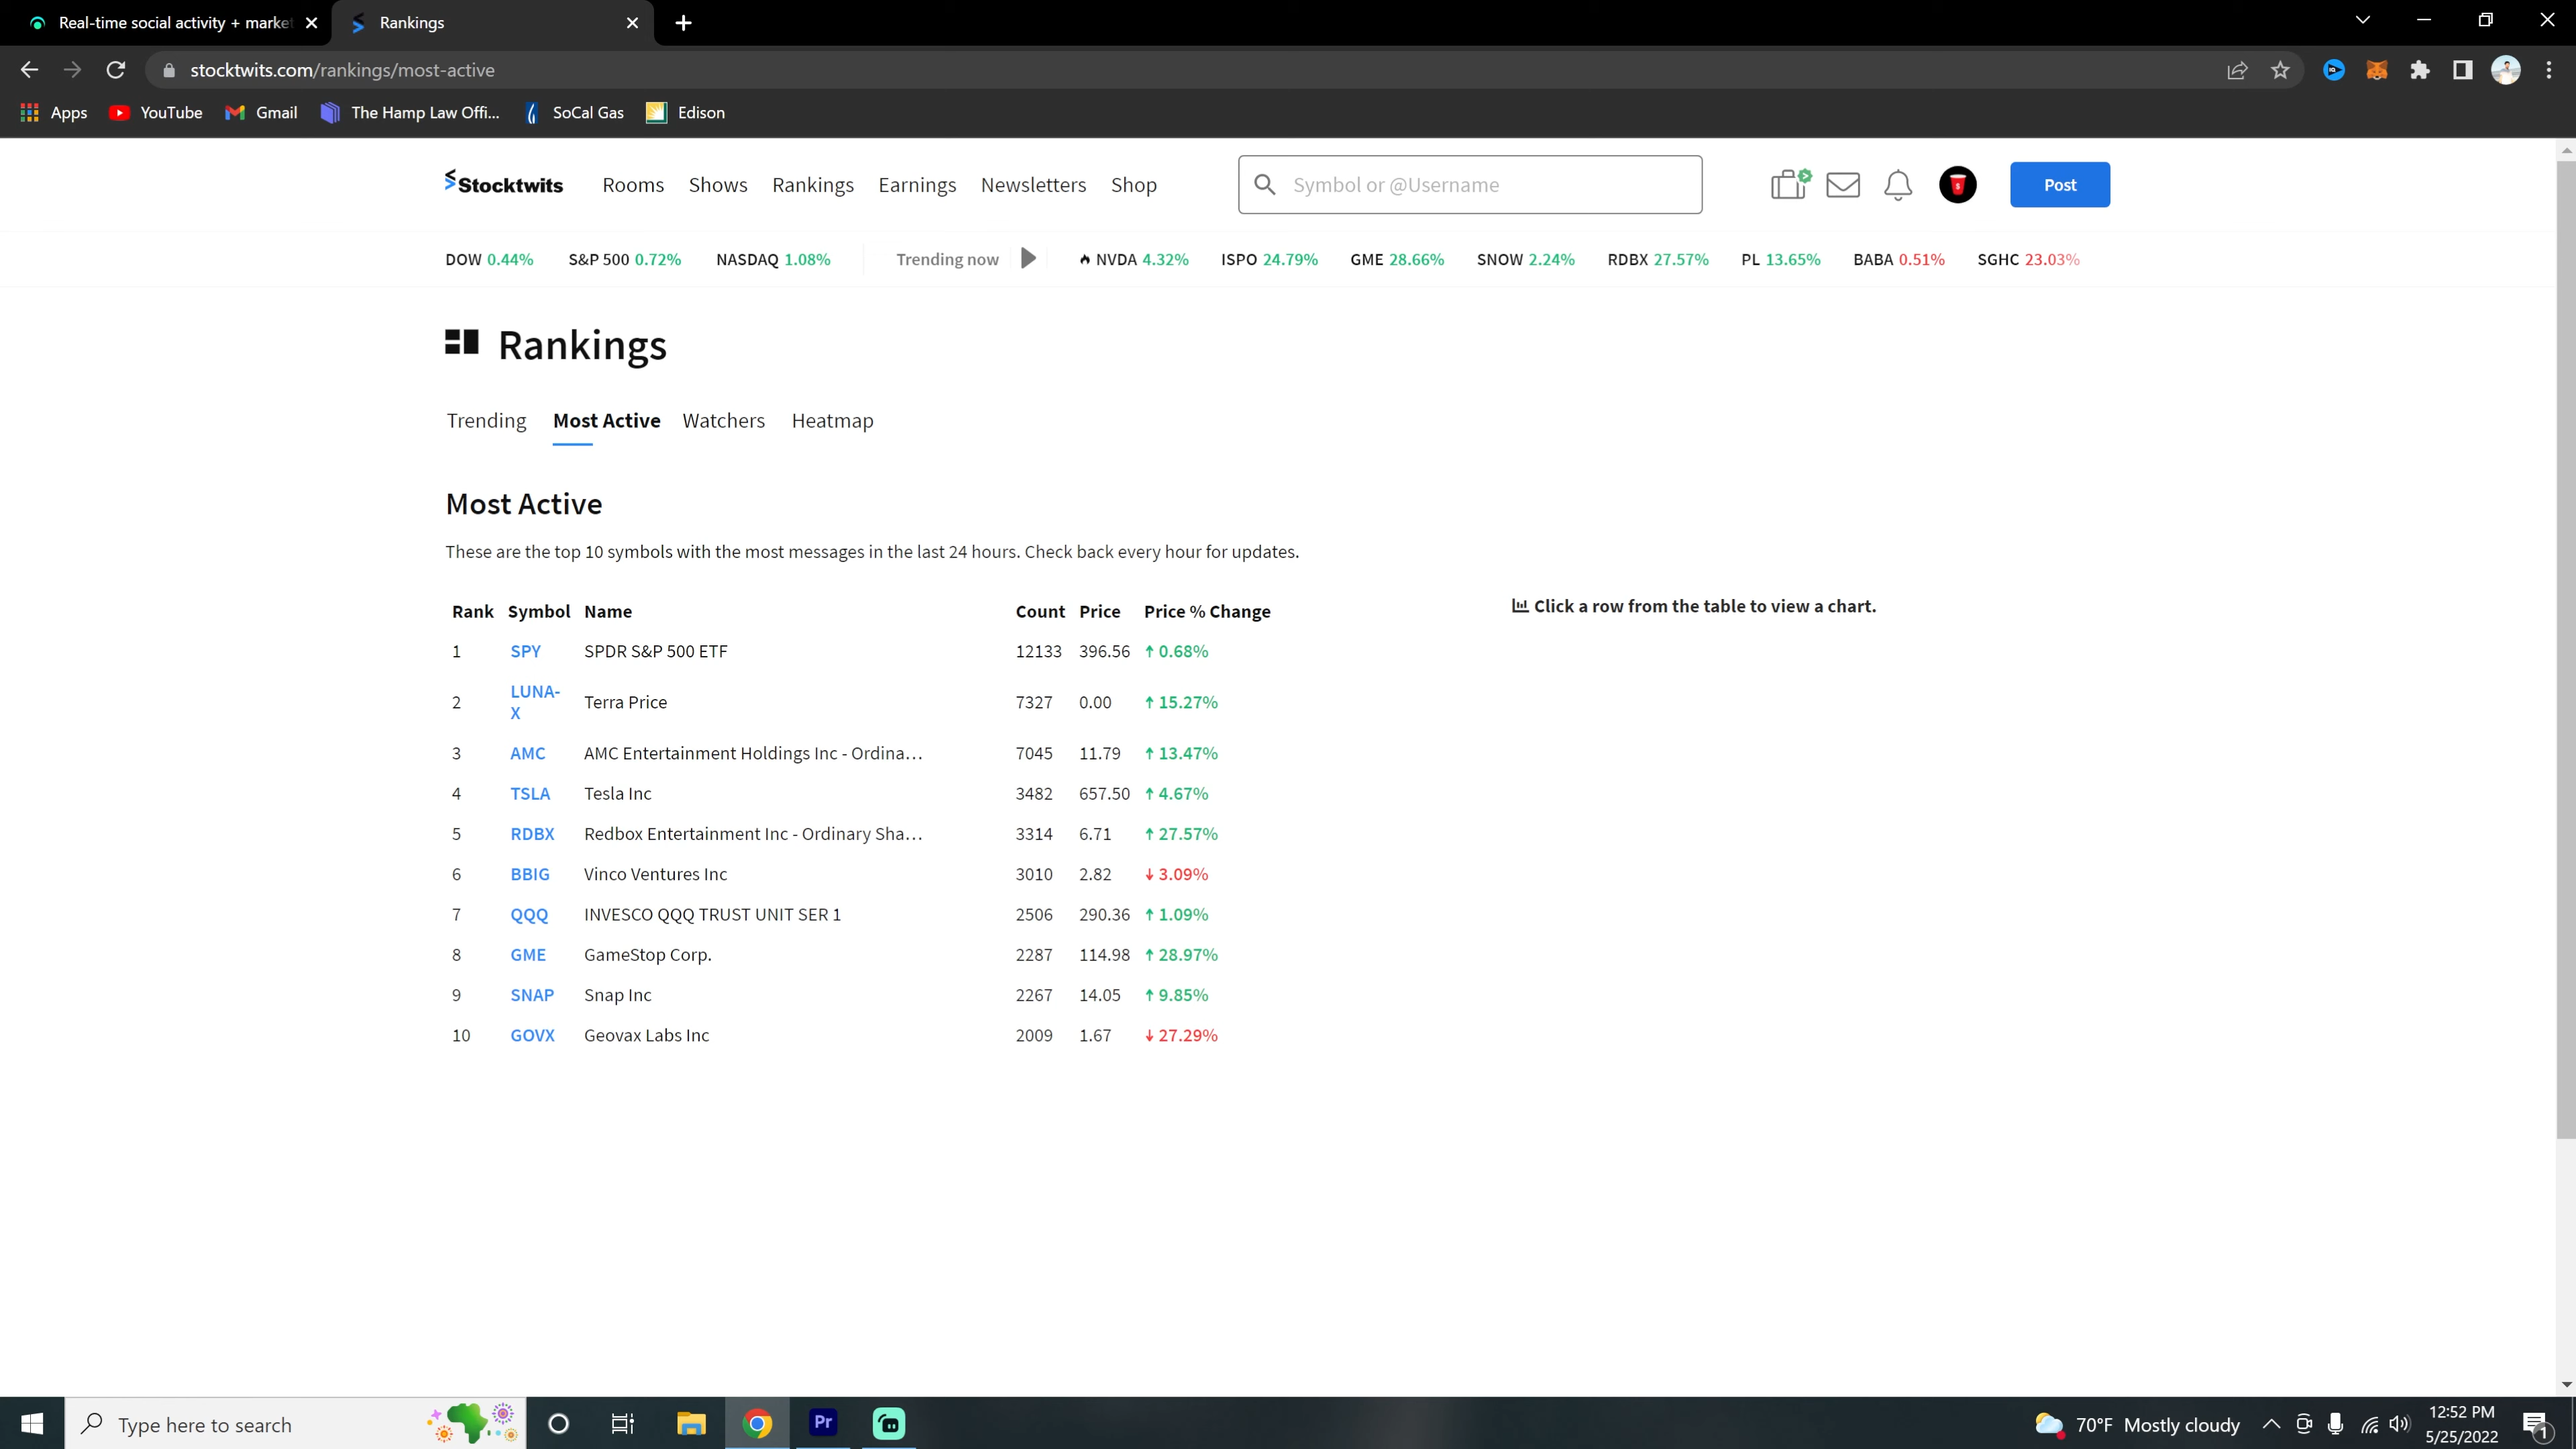 Real-time social activity + marke
Rankings
stocktwits.com/rankings/most-active
Apps YouTube Gmail The Hamp Law Offi... SoCal Gas Edison
Stocktwits Rooms Shows Rankings Earnings Newsletters Shop Symbol or @Username Post
DOW 0.44% S&P 500 0.72% NASDAQ 1.08% Trending now NVDA 4.32% ISPO 24.79% GME 28.66% SNOW 2.24% RDBX 27.57% PL 13.65% BABA 0.51% SGHC 23.03%
Rankings
Trending Most Active Watchers Heatmap
Most Active
These are the top 10 symbols with the most messages in the last 24 hours. Check back every hour for updates.
Rank Symbol Name Count Price Price % Change
Click a row from the table to view a chart.
1 SPY SPDR S&P 500 ETF 12133 396.56 ↑ 0.68%
2 LUNA-X Terra Price 7327 0.00 ↑ 15.27%
3 AMC AMC Entertainment Holdings Inc - Ordina... 7045 11.79 ↑ 13.47%
4 TSLA Tesla Inc 3482 657.50 ↑ 4.67%
5 RDBX Redbox Entertainment Inc - Ordinary Sha... 3314 6.71 ↑ 27.57%
6 BBIG Vinco Ventures Inc 3010 2.82 ↓ 3.09%
7 QQQ INVESCO QQQ TRUST UNIT SER 1 2506 290.36 ↑ 1.09%
8 GME GameStop Corp. 2287 114.98 ↑ 28.97%
9 SNAP Snap Inc 2267 14.05 ↑ 9.85%
10 GOVX Geovax Labs Inc 2009 1.67 ↓ 27.29%
Type here to search
Pr
70°F Mostly cloudy
12:52 PM
5/25/2022
1